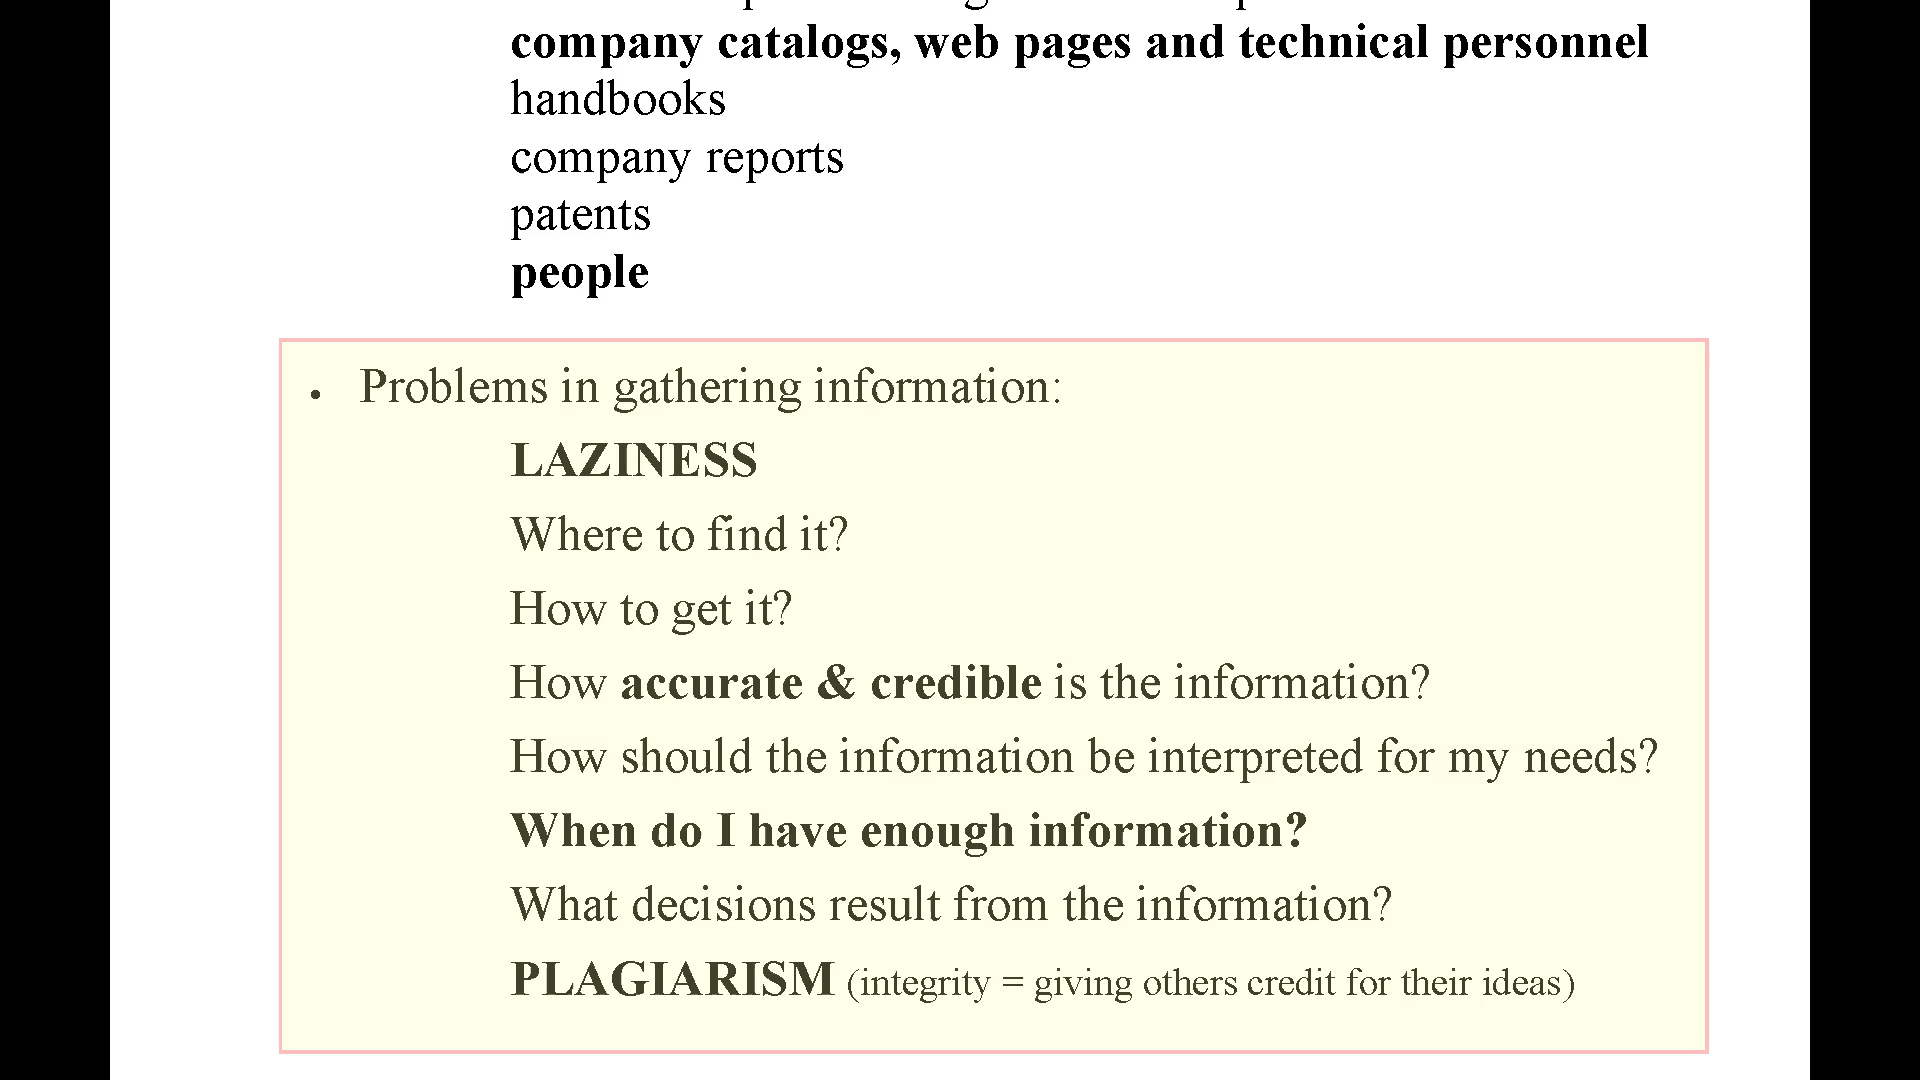 company catalogs, web pages and technical personnel
handbooks
company reports
patents
people
• Problems in gathering information:
LAZINESS
Where to find it?
How to get it?
How accurate & credible is the information?
How should the information be interpreted for my needs?
When do I have enough information?
What decisions result from the information?
PLAGIARISM (integrity = giving others credit for their ideas)